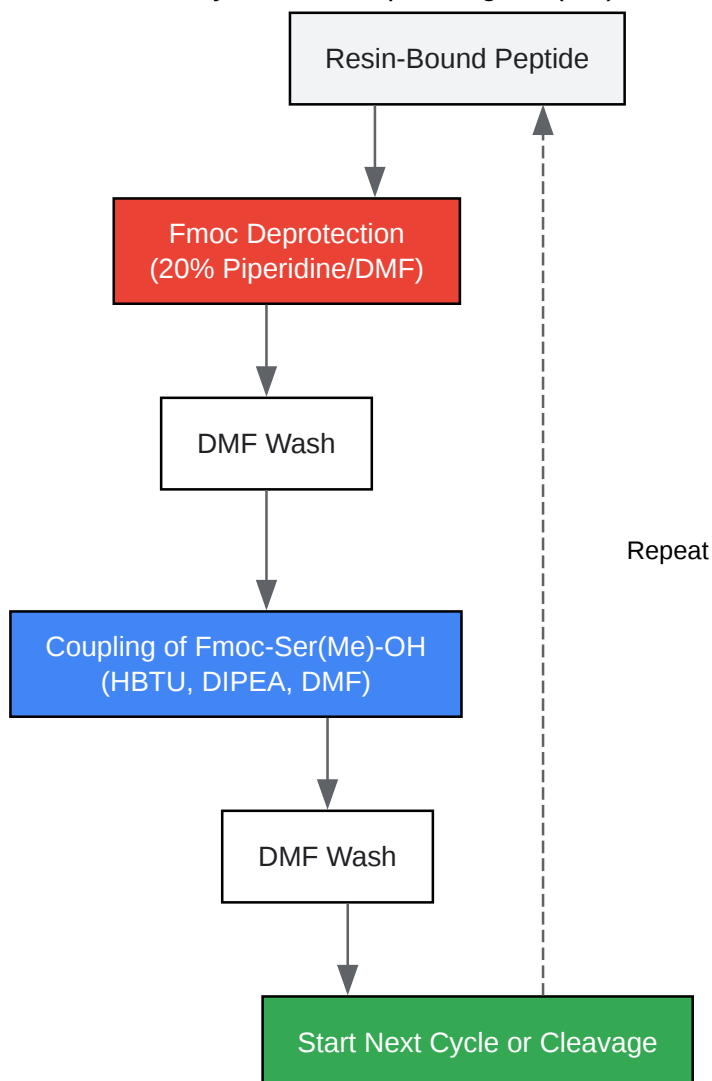 Resin-Bound Peptide
Fmoc Deprotection
(20% Piperidine/DMF)
DMF Wash
Repeat
Coupling of Fmoc-Ser(Me)-OH
(HBTU, DIPEA, DMF)
DMF Wash
Start Next Cycle or Cleavage